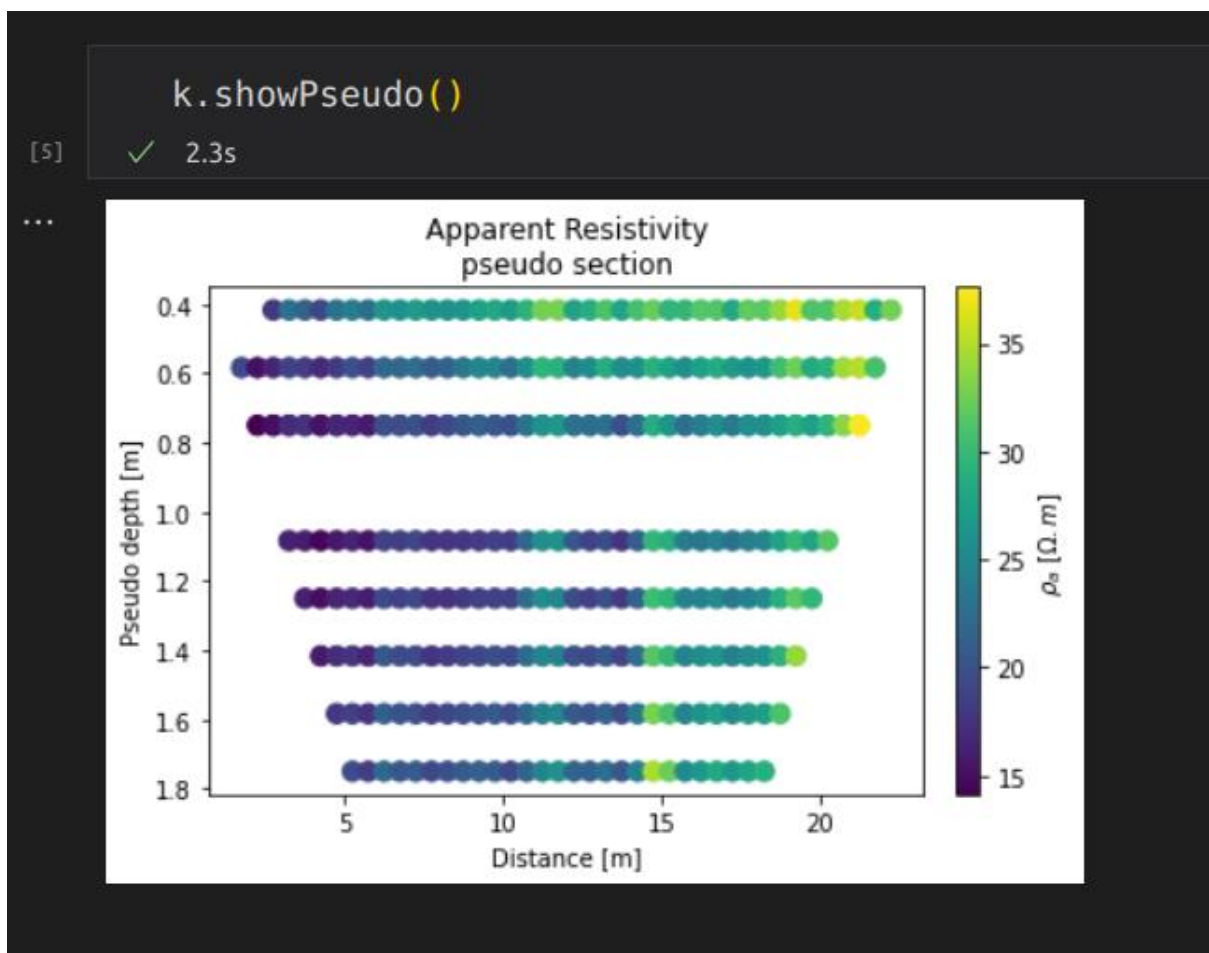 k.showPseudo()
[5]
2.3s
...
Apparent Resistivity
pseudo section
0.4
0.6
0.8
1.0
1.2
1.4
1.6
1.8
Pseudo depth [m]
5
10
15
20
Distance [m]
35
30
25
20
15
ρₐ [Ω.m]